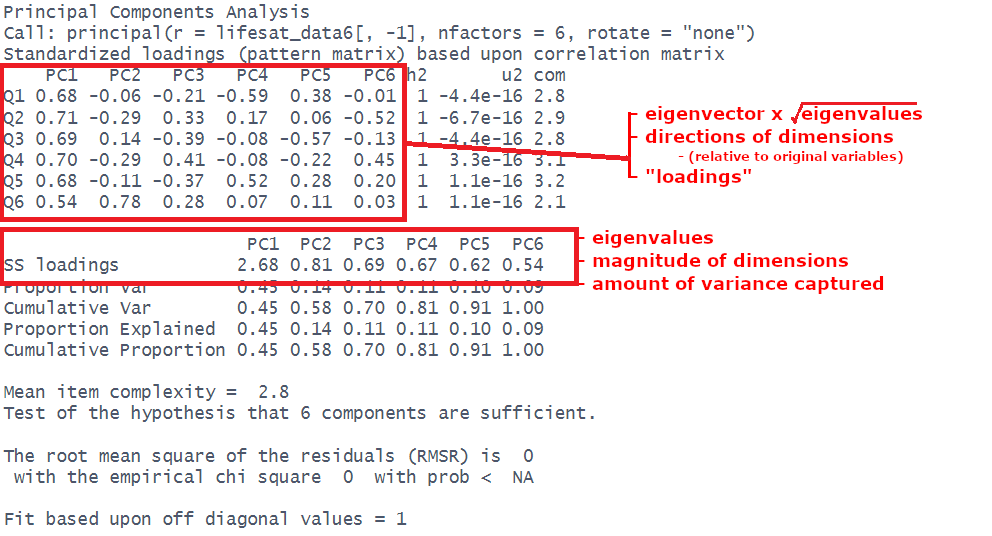 Principal Components Analysis
Call: principal(r = lifesat_data6[, -1], nfactors = 6, rotate = "none")
Standardized loadings (pattern matrix) based upon correlation matrix
PC1 PC2 PC3 PC4 PC5 PC6 h2 u2 com
Q1 0.68 -0.06 -0.21 -0.59 0.38 -0.01 1 -4.4e-16 2.8
Q2 0.71 -0.29 0.33 0.17 0.06 -0.52 1 -6.7e-16 2.9
Q3 0.69 0.14 -0.39 -0.08 -0.57 -0.13 1 -4.4e-16 2.8
Q4 0.70 -0.29 0.41 -0.08 -0.22 0.45 1 3.3e-16 3.1
Q5 0.68 -0.11 -0.37 0.52 0.28 0.20 1 1.1e-16 3.2
Q6 0.54 0.78 0.28 0.07 0.11 0.03 1 1.1e-16 2.1
eigenvector x √eigenvalues
directions of dimensions
- (relative to original variables)
"loadings"
PC1 PC2 PC3 PC4 PC5 PC6
SS loadings 2.68 0.81 0.69 0.67 0.62 0.54
Proportion Var 0.45 0.14 0.11 0.11 0.10 0.09
Cumulative Var 0.45 0.58 0.70 0.81 0.91 1.00
Proportion Explained 0.45 0.14 0.11 0.11 0.10 0.09
Cumulative Proportion 0.45 0.58 0.70 0.81 0.91 1.00
- eigenvalues
- magnitude of dimensions
- amount of variance captured
Mean item complexity = 2.8
Test of the hypothesis that 6 components are sufficient.
The root mean square of the residuals (RMSR) is 0
with the empirical chi square 0 with prob < NA
Fit based upon off diagonal values = 1